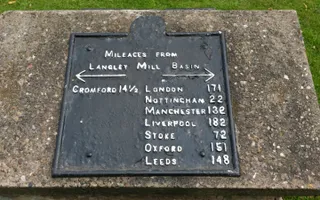 Mileages from
Langley Mill Basin
Cromford 14½ London 171
Nottingham 22
Manchester 132
Liverpool 182
Stoke 72
Oxford 151
Leeds 148